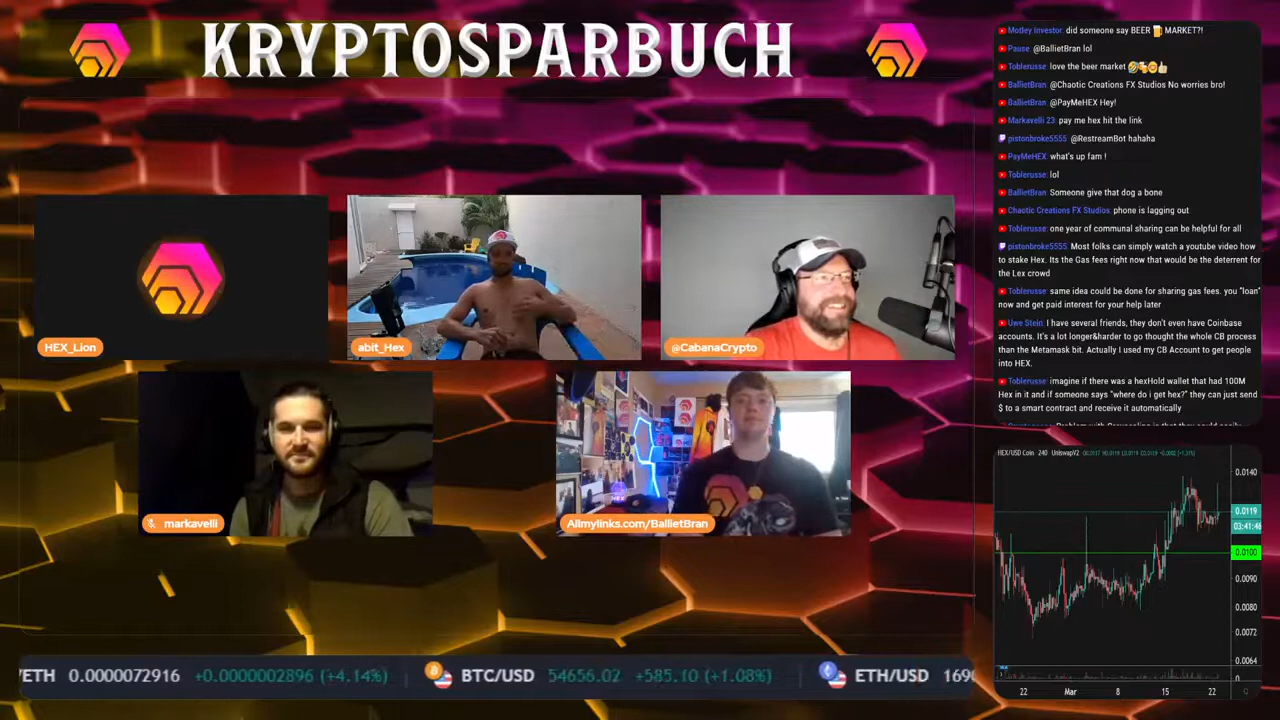 KRYPTOSPARBUCH
HEX_Lion
abit_Hex
@CabanaCrypto
markavelli
Allmylinks.com/BallietBran
Motley Investor: did someone say BEER 🍺 MARKET?!
Pause @BallietBran lol
Toblerusse: love the beer market 🤣🍻😊👍
BallietBran: @Chaotic Creations FX Studios No worries bro!
BallietBran: @PayMeHEX Hey!
Markavelli 23: pay me hex hit the link
pistonbroke5555 @RestreamBot hahaha
PayMeHEX: what's up fam !
Toblerusse: lol
BallietBran: Someone give that dog a bone
Chaotic Creations FX Studios: phone is lagging out
Toblerusse: one year of communal sharing can be helpful for all
pistonbroke5555 Most folks can simply watch a youtube video how
to stake Hex. Its the Gas fees right now that would be the deterrent for
the Lex crowd
Toblerusse: same idea could be done for sharing gas fees. you "loan"
now and get paid interest for your help later
Uwe Stein: I have several friends, they don't even have Coinbase
accounts. It's a lot longer&harder to go thought the whole CB process
than the Metamask bit. Actually I used my CB Account to get people
into HEX.
Toblerusse: imagine if there was a hexHold wallet that had 100M
Hex in it and if someone says "where do i get hex?" they can just send
$ to a smart contract and receive it automatically
HEX/USD Coin 240 UniswapV2
0.0140
0.0119
03:41:48
0.0100
0.0090
0.0080
0.0072
0.0064
0
22 Mar 8 15 22
/ETH 0.0000072916 +0.0000002896 (+4.14%) BTC/USD 54656.02 +585.10 (+1.08%) ETH/USD 1690